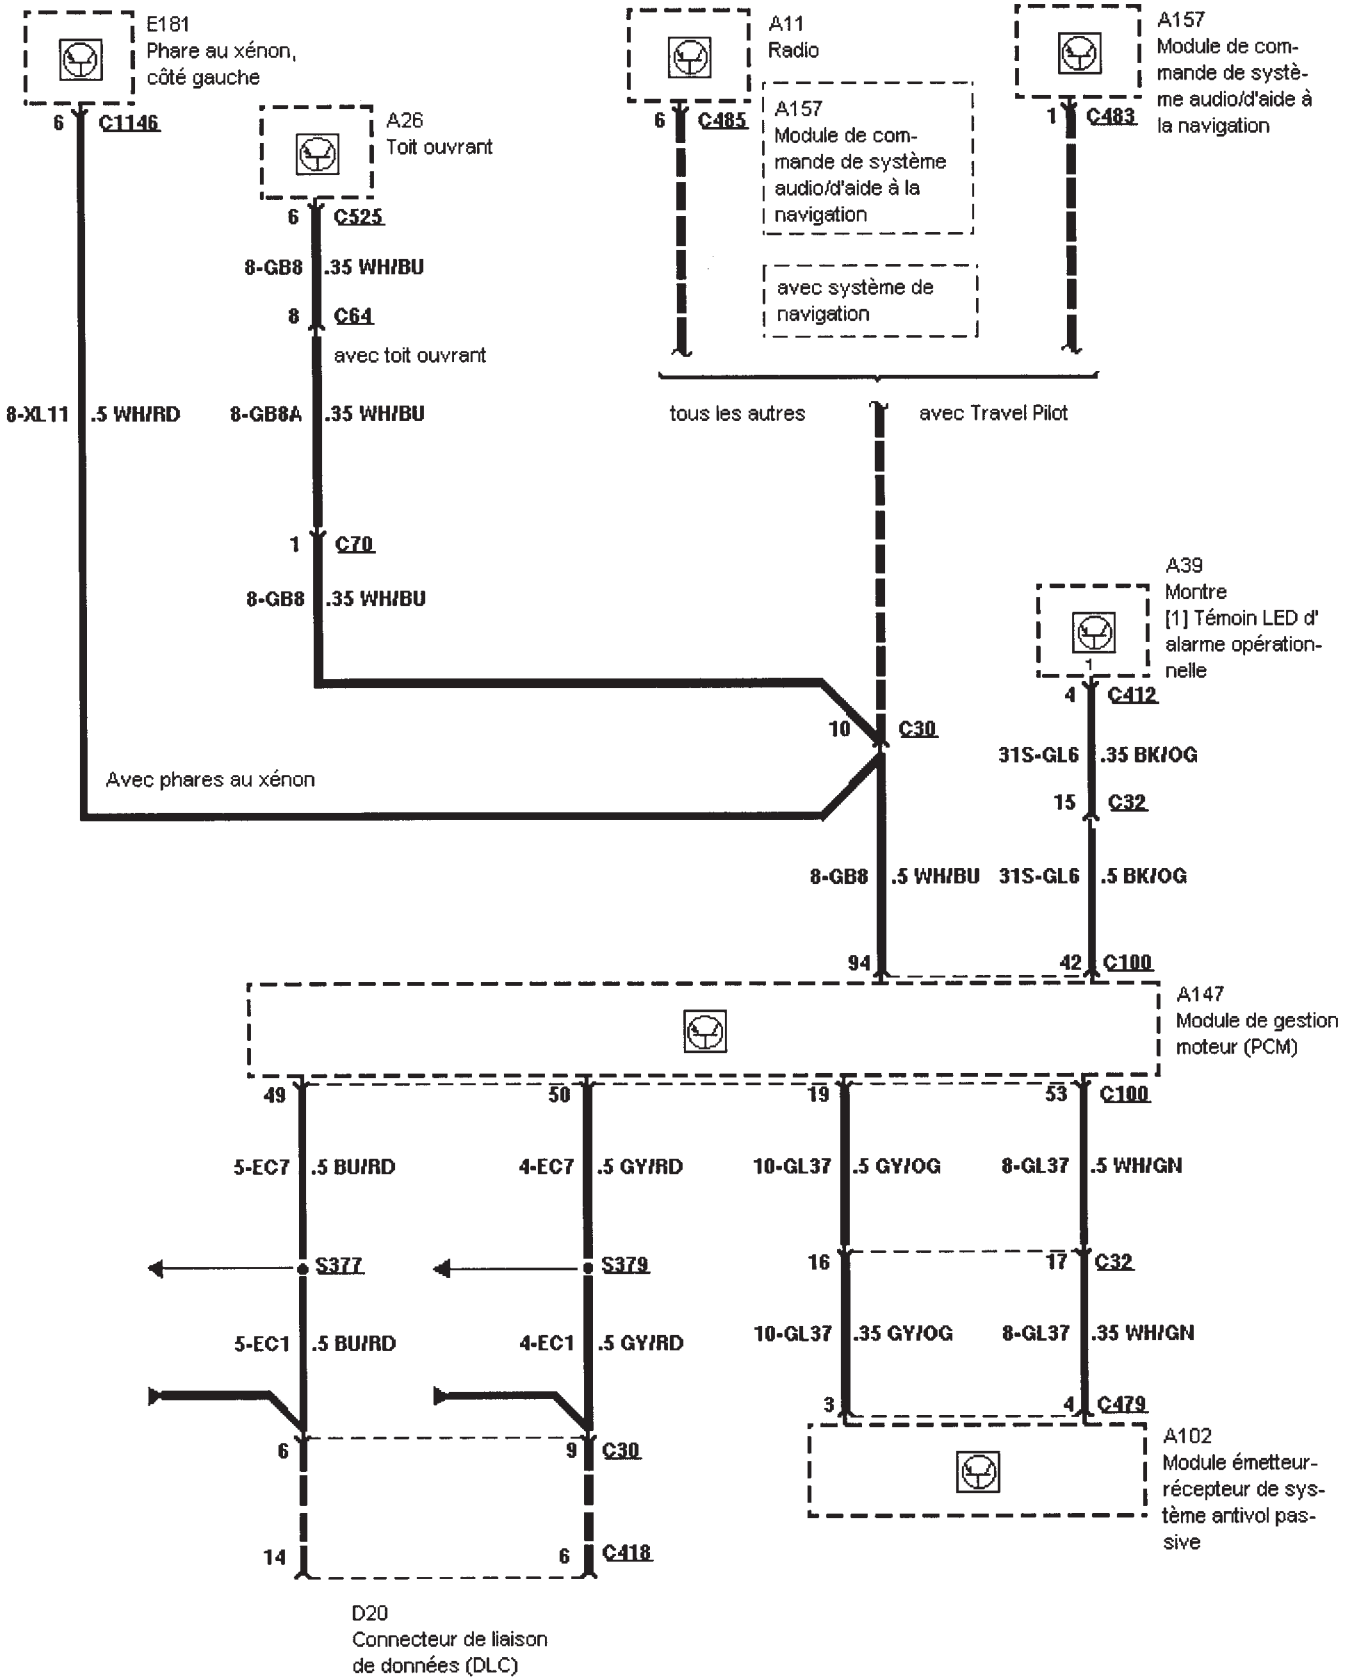 E181
Phare au xénon,
côté gauche
6 C1146
A26
Toit ouvrant
6 C525
8-GB8 .35 WH/BU
8 C64
avec toit ouvrant
8-XL11 .5 WH/RD
8-GB8A .35 WH/BU
1 C70
8-GB8 .35 WH/BU
A11
Radio
6 C485
A157
Module de com-
mande de système
audio/d'aide à la
navigation
avec système de
navigation
A157
Module de com-
mande de systè-
me audio/d'aide à
la navigation
1 C483
tous les autres
avec Travel Pilot
10 C30
Avec phares au xénon
A39
Montre
[1] Témoin LED d'
alarme opération-
nelle
1
4 C412
31S-GL6 .35 BK/OG
15 C32
8-GB8 .5 WH/BU
31S-GL6 .5 BK/OG
94
42 C100
A147
Module de gestion
moteur (PCM)
49
50
19
53 C100
5-EC7 .5 BU/RD
4-EC7 .5 GY/RD
10-GL37 .5 GY/OG
8-GL37 .5 WH/GN
S377
S379
16
17 C32
5-EC1 .5 BU/RD
4-EC1 .5 GY/RD
10-GL37 .35 GY/OG
8-GL37 .35 WH/GN
3
4 C479
6
9 C30
A102
Module émetteur-
récepteur de sys-
tème antivol pas-
sive
14
6 C418
D20
Connecteur de liaison
de données (DLC)